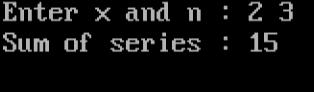 Enter x and n : 2 3
Sum of series : 15